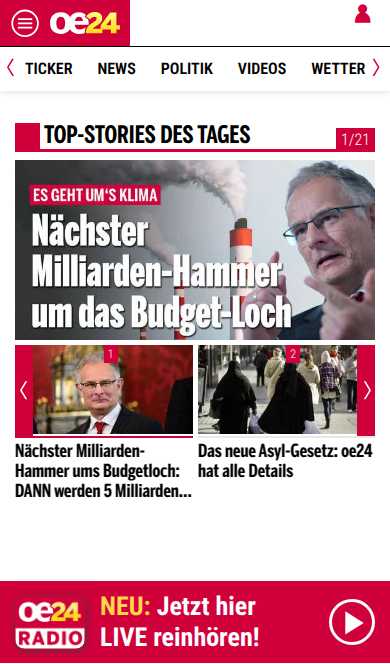 oe24
TICKER NEWS POLITIK VIDEOS WETTER
TOP-STORIES DES TAGES
1/21
ES GEHT UM'S KLIMA
Nächster
Milliarden-Hammer
um das Budget-Loch
1
2
Nächster Milliarden-
Hammer ums Budgetloch:
DANN werden 5 Milliarden...
Das neue Asyl-Gesetz: oe24
hat alle Details
oe24
RADIO
NEU: Jetzt hier
LIVE reinhören!